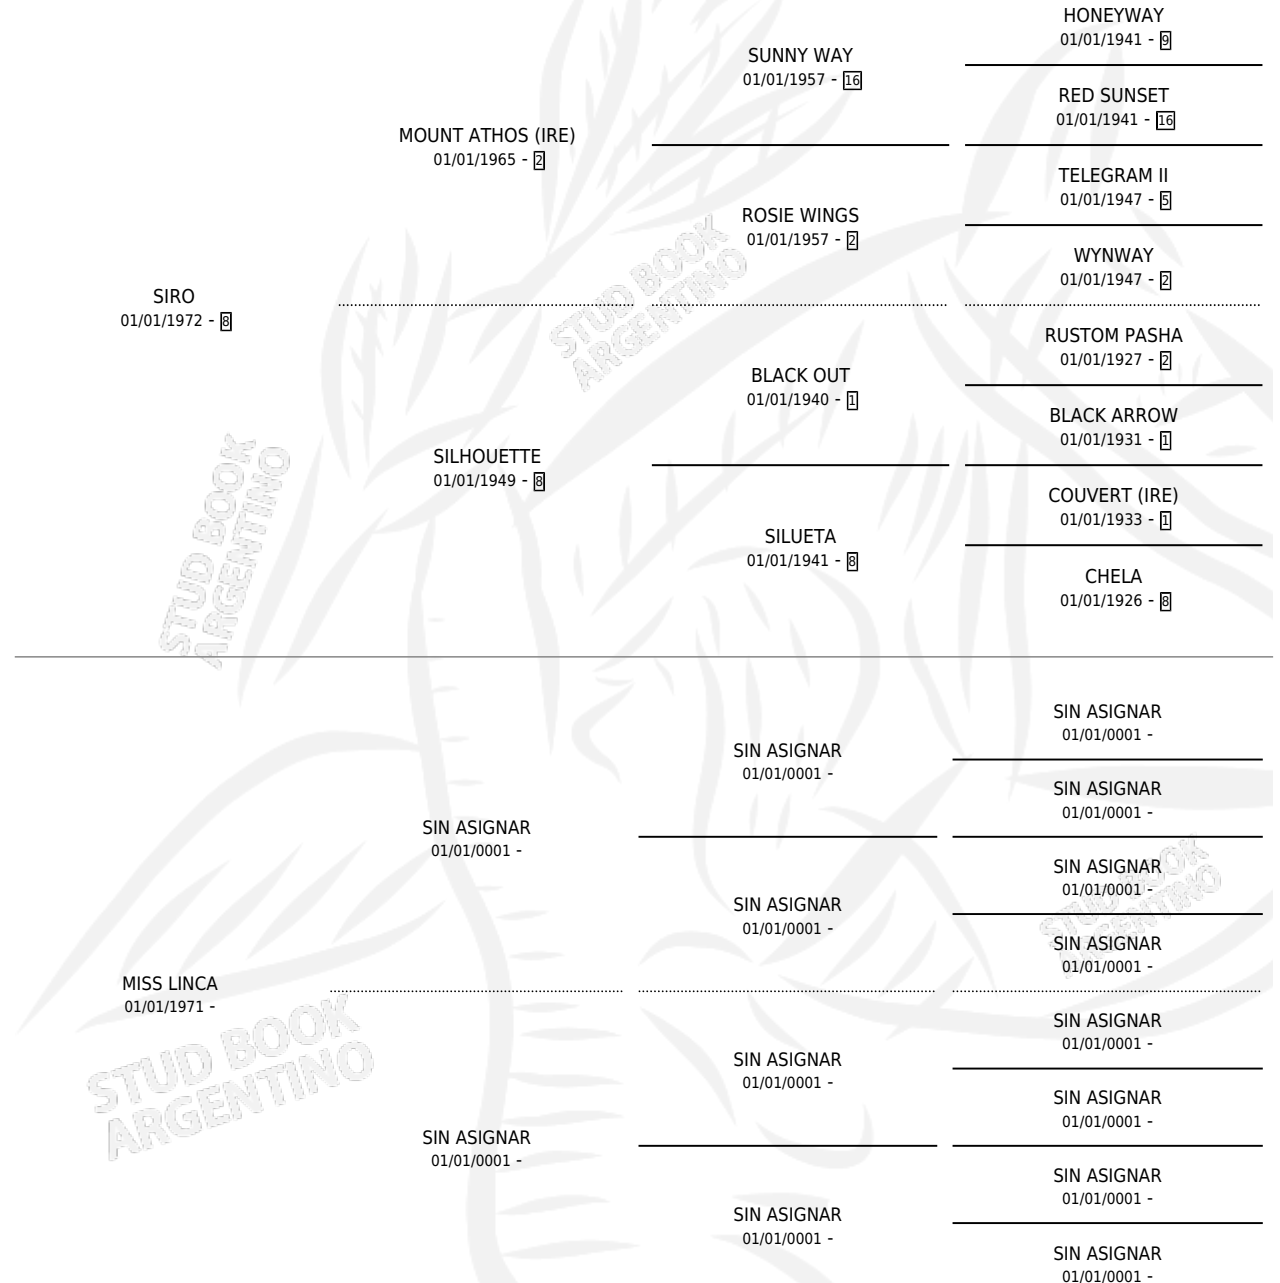 HONEYWAY
01/01/1941 - 9
SUNNY WAY
01/01/1957 - 16
RED SUNSET
01/01/1941 - 16
MOUNT ATHOS (IRE)
01/01/1965 - 2
TELEGRAM II
01/01/1947 - 5
ROSIE WINGS
01/01/1957 - 2
WYNWAY
01/01/1947 - 2
SIRO
01/01/1972 - 8
RUSTOM PASHA
01/01/1927 - 2
BLACK OUT
01/01/1940 - 1
BLACK ARROW
01/01/1931 - 1
SILHOUETTE
01/01/1949 - 8
COUVERT (IRE)
01/01/1933 - 1
SILUETA
01/01/1941 - 8
CHELA
01/01/1926 - 8
SIN ASIGNAR
01/01/0001 -
SIN ASIGNAR
01/01/0001 -
SIN ASIGNAR
01/01/0001 -
SIN ASIGNAR
01/01/0001 -
SIN ASIGNAR
01/01/0001 -
SIN ASIGNAR
01/01/0001 -
SIN ASIGNAR
01/01/0001 -
MISS LINCA
01/01/1971 -
SIN ASIGNAR
01/01/0001 -
SIN ASIGNAR
01/01/0001 -
SIN ASIGNAR
01/01/0001 -
SIN ASIGNAR
01/01/0001 -
SIN ASIGNAR
01/01/0001 -
SIN ASIGNAR
01/01/0001 -
SIN ASIGNAR
01/01/0001 -
STUD BOOK
ARGENTINO
STUD BOOK
ARGENTINO
STUD BOOK
ARGENTINO
STUD BOOK
ARGENTINO